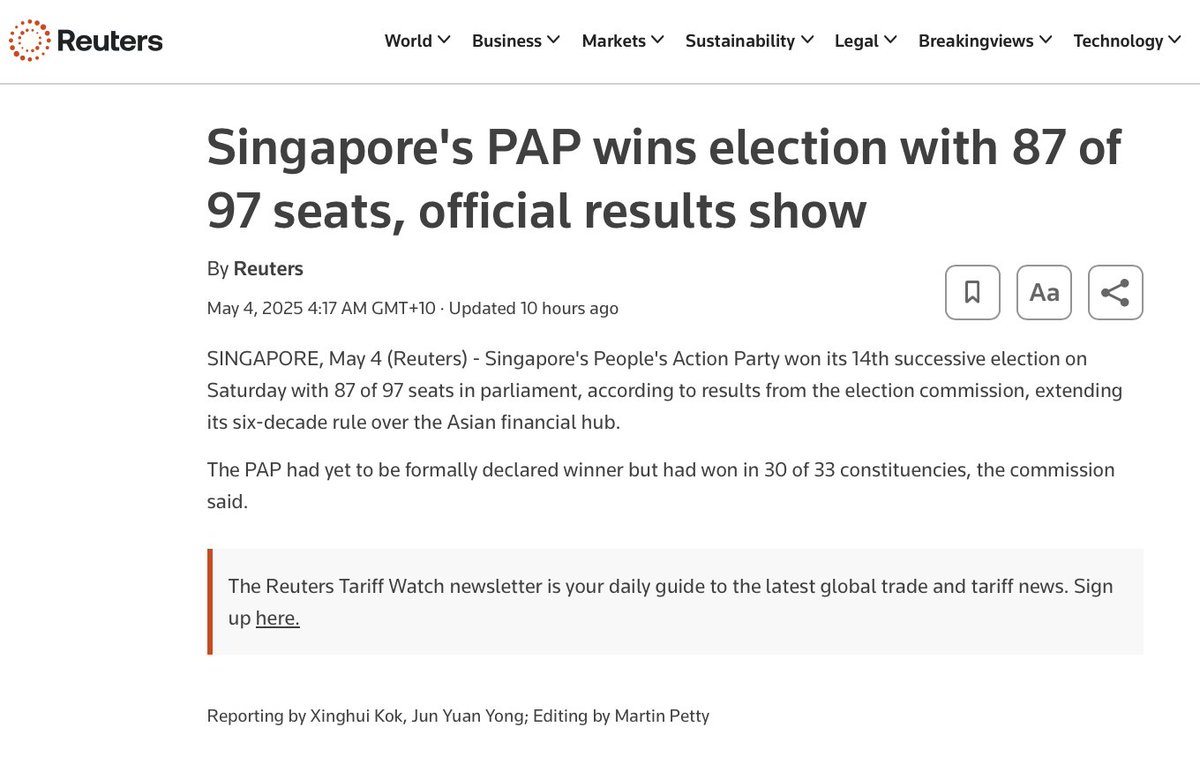 Reuters
World Business Markets Sustainability Legal Breakingviews Technology
Singapore's PAP wins election with 87 of
97 seats, official results show
By Reuters
May 4, 2025 4:17 AM GMT+10 · Updated 10 hours ago
Aa
SINGAPORE, May 4 (Reuters) - Singapore's People's Action Party won its 14th successive election on
Saturday with 87 of 97 seats in parliament, according to results from the election commission, extending
its six-decade rule over the Asian financial hub.
The PAP had yet to be formally declared winner but had won in 30 of 33 constituencies, the commission
said.
The Reuters Tariff Watch newsletter is your daily guide to the latest global trade and tariff news. Sign
up here.
Reporting by Xinghui Kok, Jun Yuan Yong; Editing by Martin Petty